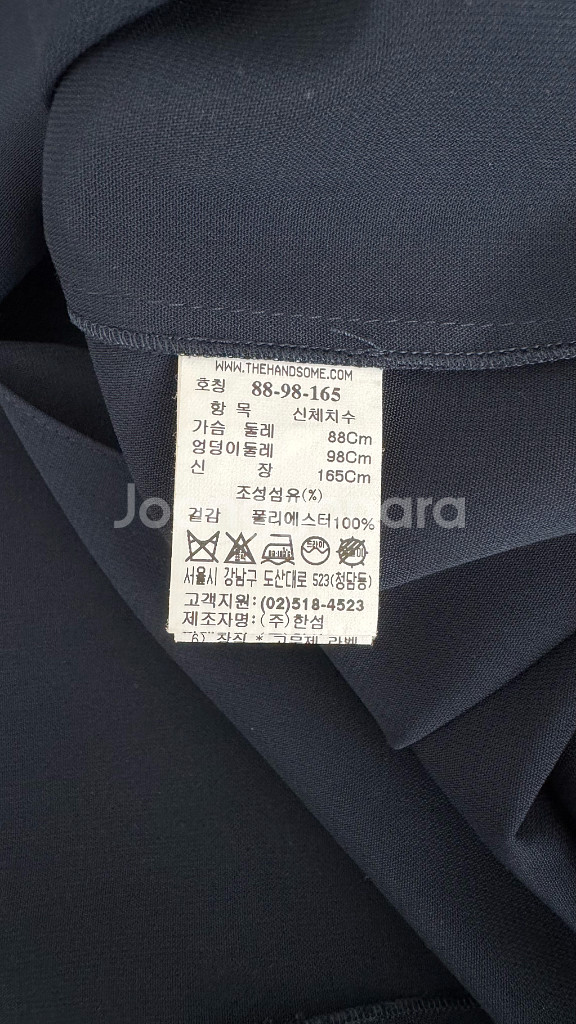 WWW.THEHANDSOME.COM
호칭 88-98-165
항 목 신체치수
가슴 둘레 88Cm
엉덩이둘레 98Cm
신 장 165Cm
조성섬유(%)
겉감 폴리에스터100%
서울시 강남구 도산대로 523(청담동)
고객지원:(02)518-4523
제조자명:(주)한섬